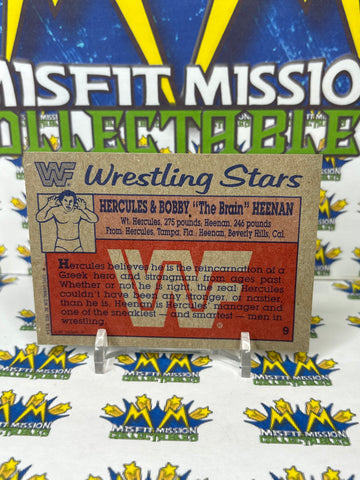 MISFIT MISSION
COLLECTABLES
WF Wrestling Stars
HERCULES & BOBBY "The Brain" HEENAN
Wt: Hercules, 275 pounds, Heenan, 246 pounds
From: Hercules, Tampa, Fla.: Heenan, Beverly Hills, Cal.
Hercules believes he is the reincarnation of a
Greek hero and strongman from ages past.
Whether or not he is right, the real Hercules
couldn't have been any stronger, or nastier,
than he is. Heenan is Hercules' manager and
one of the sneakiest — and smartest — men in
wrestling.
9
MISFIT MISSION
COLLECTABLES